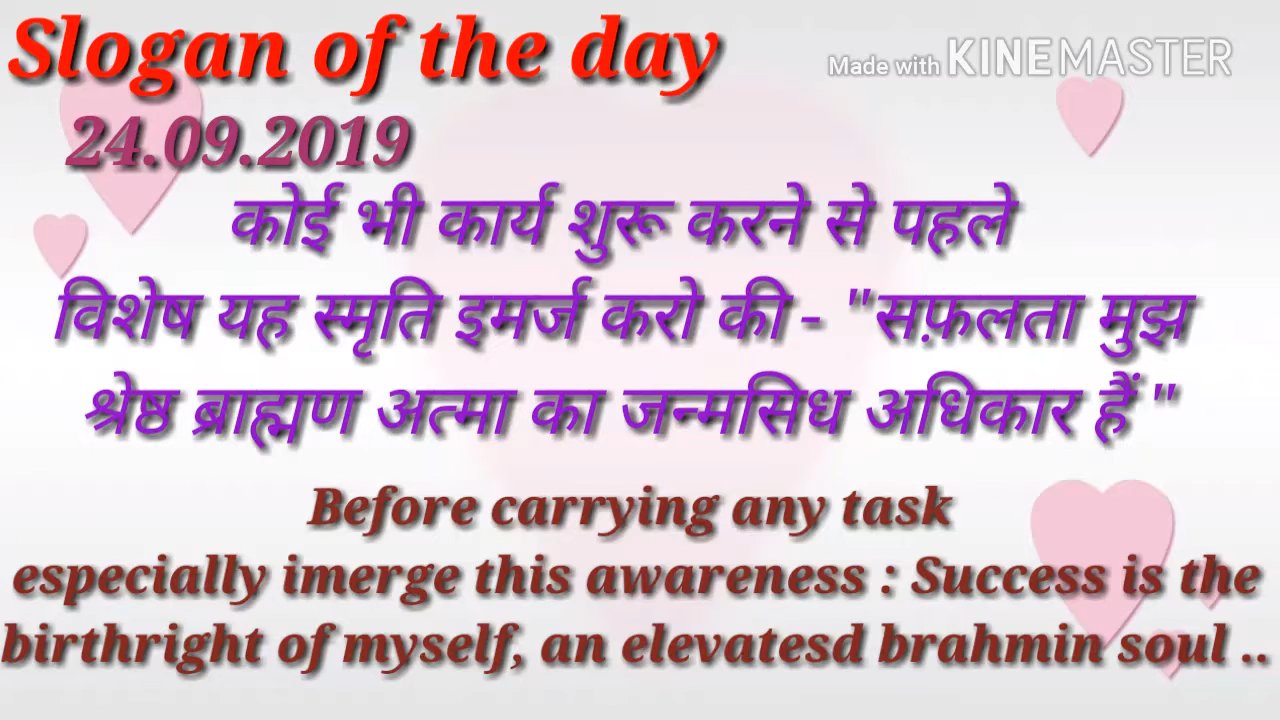 Slogan of the day
Made with KINEMASTER
24.09.2019
कोई भी कार्य शुरू करने से पहले
विशेष यह स्मृति इमर्ज करो की - "सफ़लता मुझ
श्रेष्ठ ब्राह्मण अत्मा का जन्मसिध अधिकार हैं "
Before carrying any task
especially imerge this awareness : Success is the
birthright of myself, an elevatesd brahmin soul ..